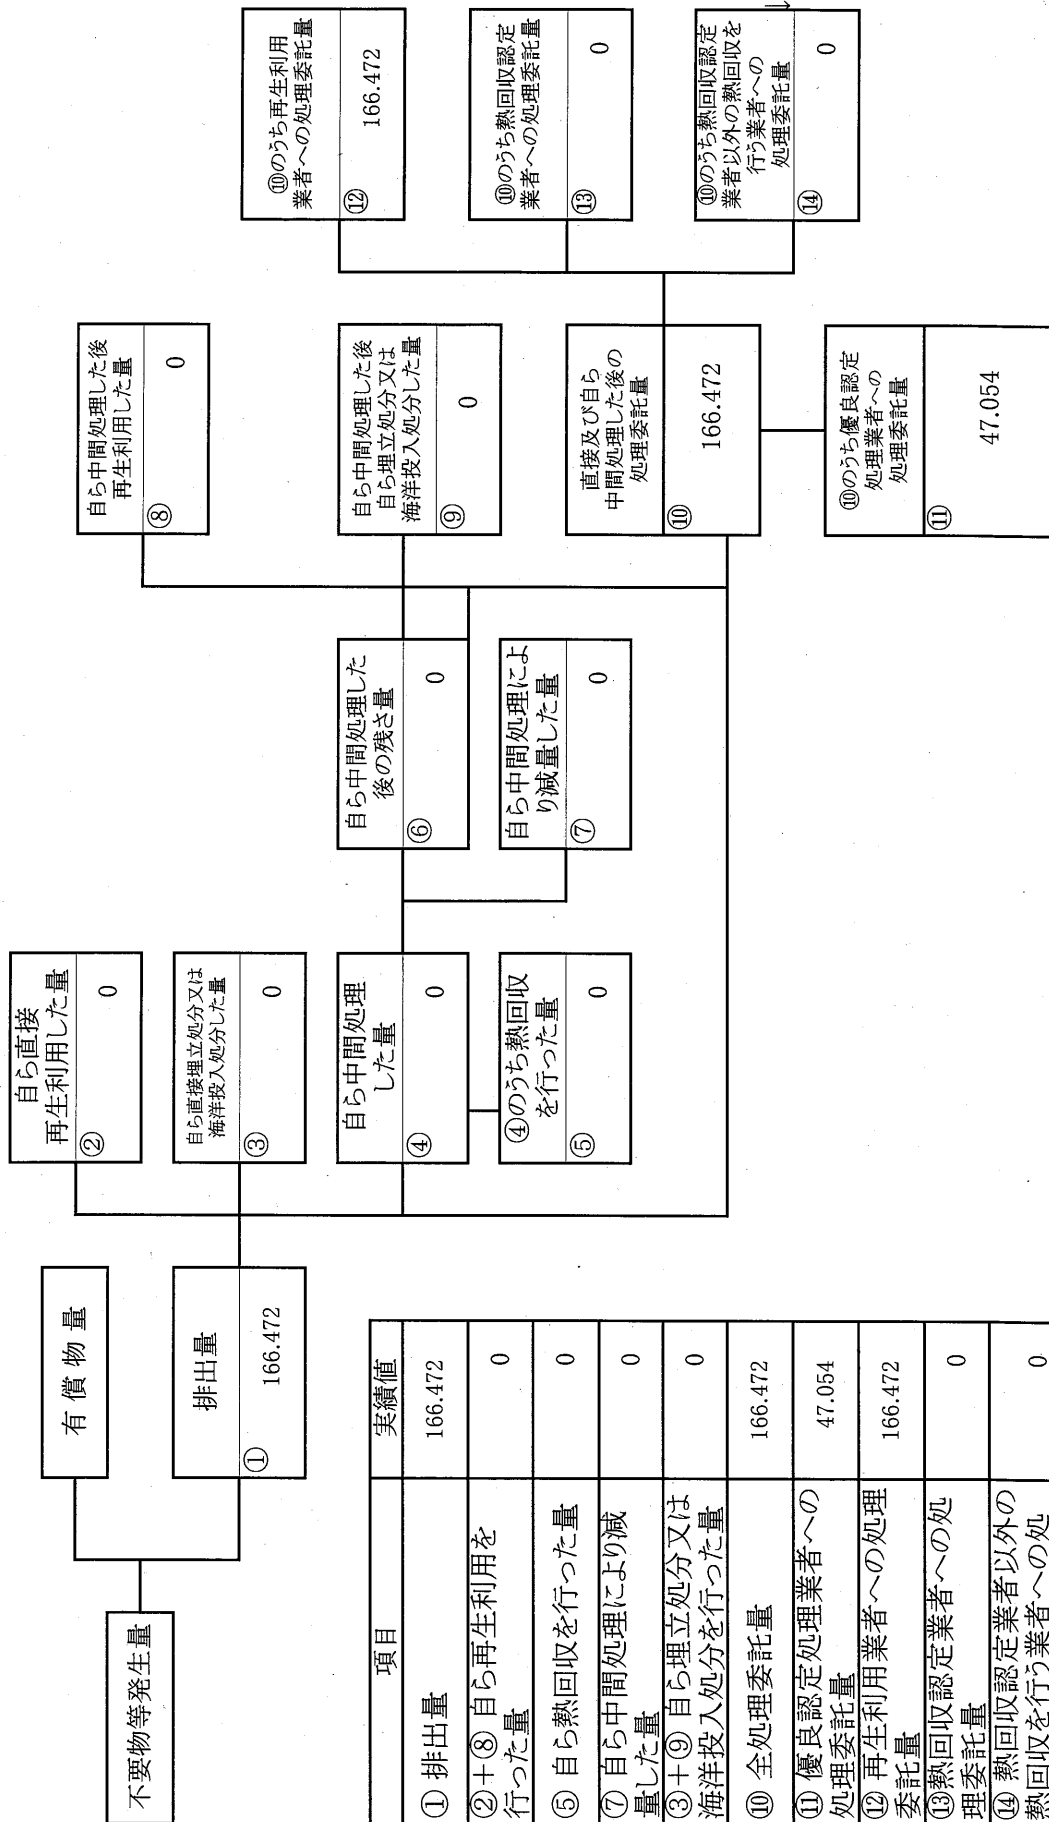 不要物等発生量
有 償 物 量
排出量
①
166.472
自ら直接
再生利用した量
②
0
自ら直接埋立処分又は
海洋投入処分した量
③
0
自ら中間処理
した量
④
0
④のうち熱回収
を行った量
⑤
0
自ら中間処理した
後の残さ量
⑥
0
自ら中間処理によ
り減量した量
⑦
0
自ら中間処理した後
再生利用した量
⑧
0
自ら中間処理した後
自ら埋立処分又は
海洋投入処分した量
⑨
0
直接及び自ら
中間処理した後の
処理委託量
⑩
166.472
⑩のうち優良認定
処理業者への
処理委託量
⑪
47.054
⑩のうち再生利用
業者への処理委託量
⑫
166.472
⑩のうち熱回収認定
業者への処理委託量
⑬
0
⑩のうち熱回収認定
業者以外の熱回収を
行う業者への
処理委託量
⑭
0
項目 実績値
① 排出量 166.472
②+⑧ 自ら再生利用を
行った量 0
⑤ 自ら熱回収を行った量 0
⑦ 自ら中間処理により減
量した量 0
③+⑨ 自ら埋立処分又は
海洋投入処分を行った量 0
⑩ 全処理委託量 166.472
⑪ 優良認定処理業者への
処理委託量 47.054
⑫ 再生利用業者への処理
委託量 166.472
⑬熱回収認定業者への処
理委託量 0
⑭ 熱回収認定業者以外の
熱回収を行う業者への処 0